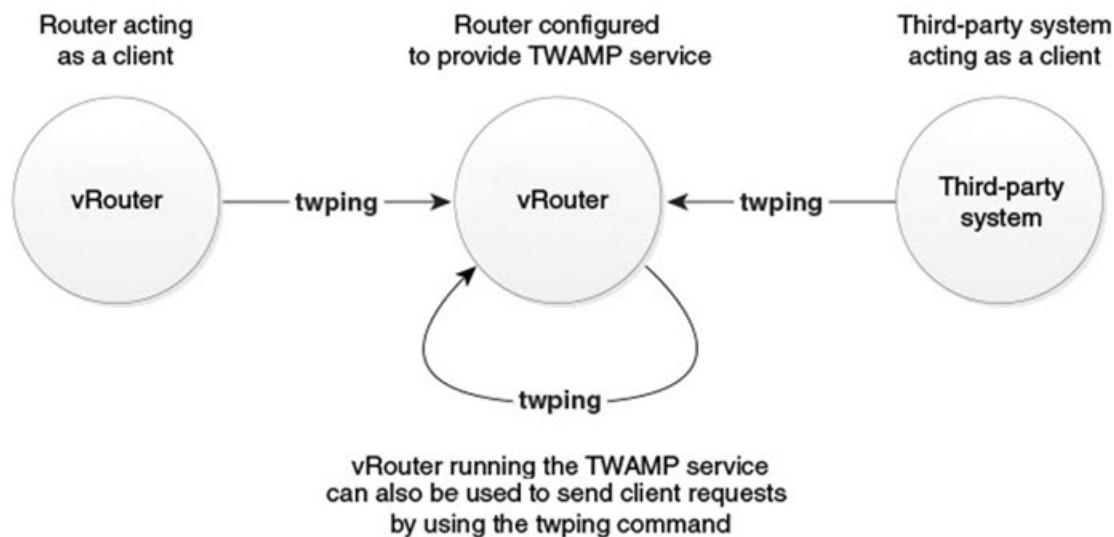 Router acting
as a client
Router configured
to provide TWAMP service
Third-party system
acting as a client
vRouter
twping
vRouter
twping
Third-party
system
twping
vRouter running the TWAMP service
can also be used to send client requests
by using the twping command